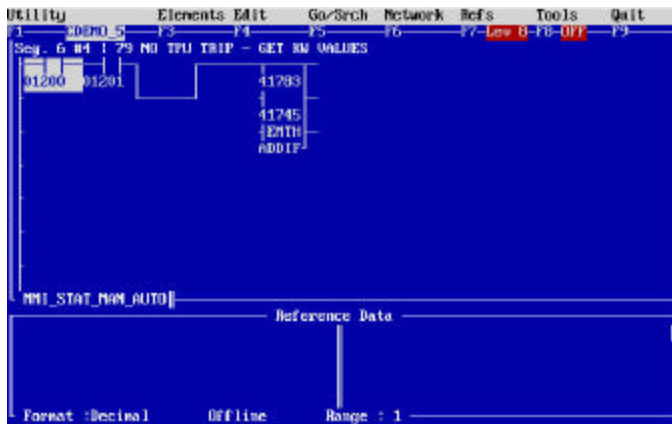 Utility Elements Edit Go/Srch Network Refs Tools Quit
F1 CDEMO_5 F3 F4 F5 F6 F7-Lev 8-F8-OFF F9
Seg. 6 #4 : 79 NO TPU TRIP - GET KW VALUES
01200 01201 41783
41745
EMTH
ADDIF
MMI_STAT_MAN_AUTO
Reference Data
Format :Decimal Offline Range : 1